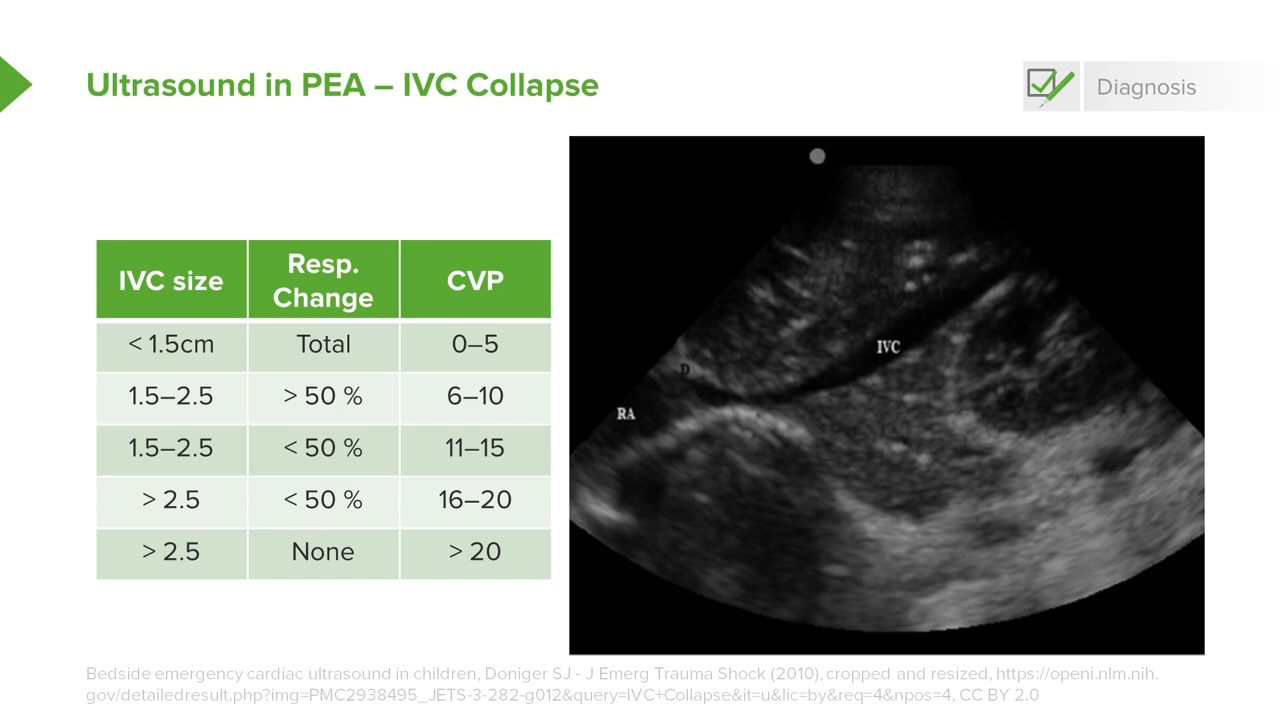 Ultrasound in PEA – IVC Collapse
Diagnosis
IVC size
Resp.
Change
CVP
< 1.5cm
Total
0–5
1.5–2.5
> 50 %
6–10
1.5–2.5
< 50 %
11–15
> 2.5
< 50 %
16–20
> 2.5
None
> 20
IVC
D
RA
Bedside emergency cardiac ultrasound in children, Doniger SJ - J Emerg Trauma Shock (2010), cropped and resized, https://openi.nlm.nih.
gov/detailedresult.php?img=PMC2938495_JETS-3-282-g012&query=IVC+Collapse&it=u&lic=by&req=4&npos=4, CC BY 2.0